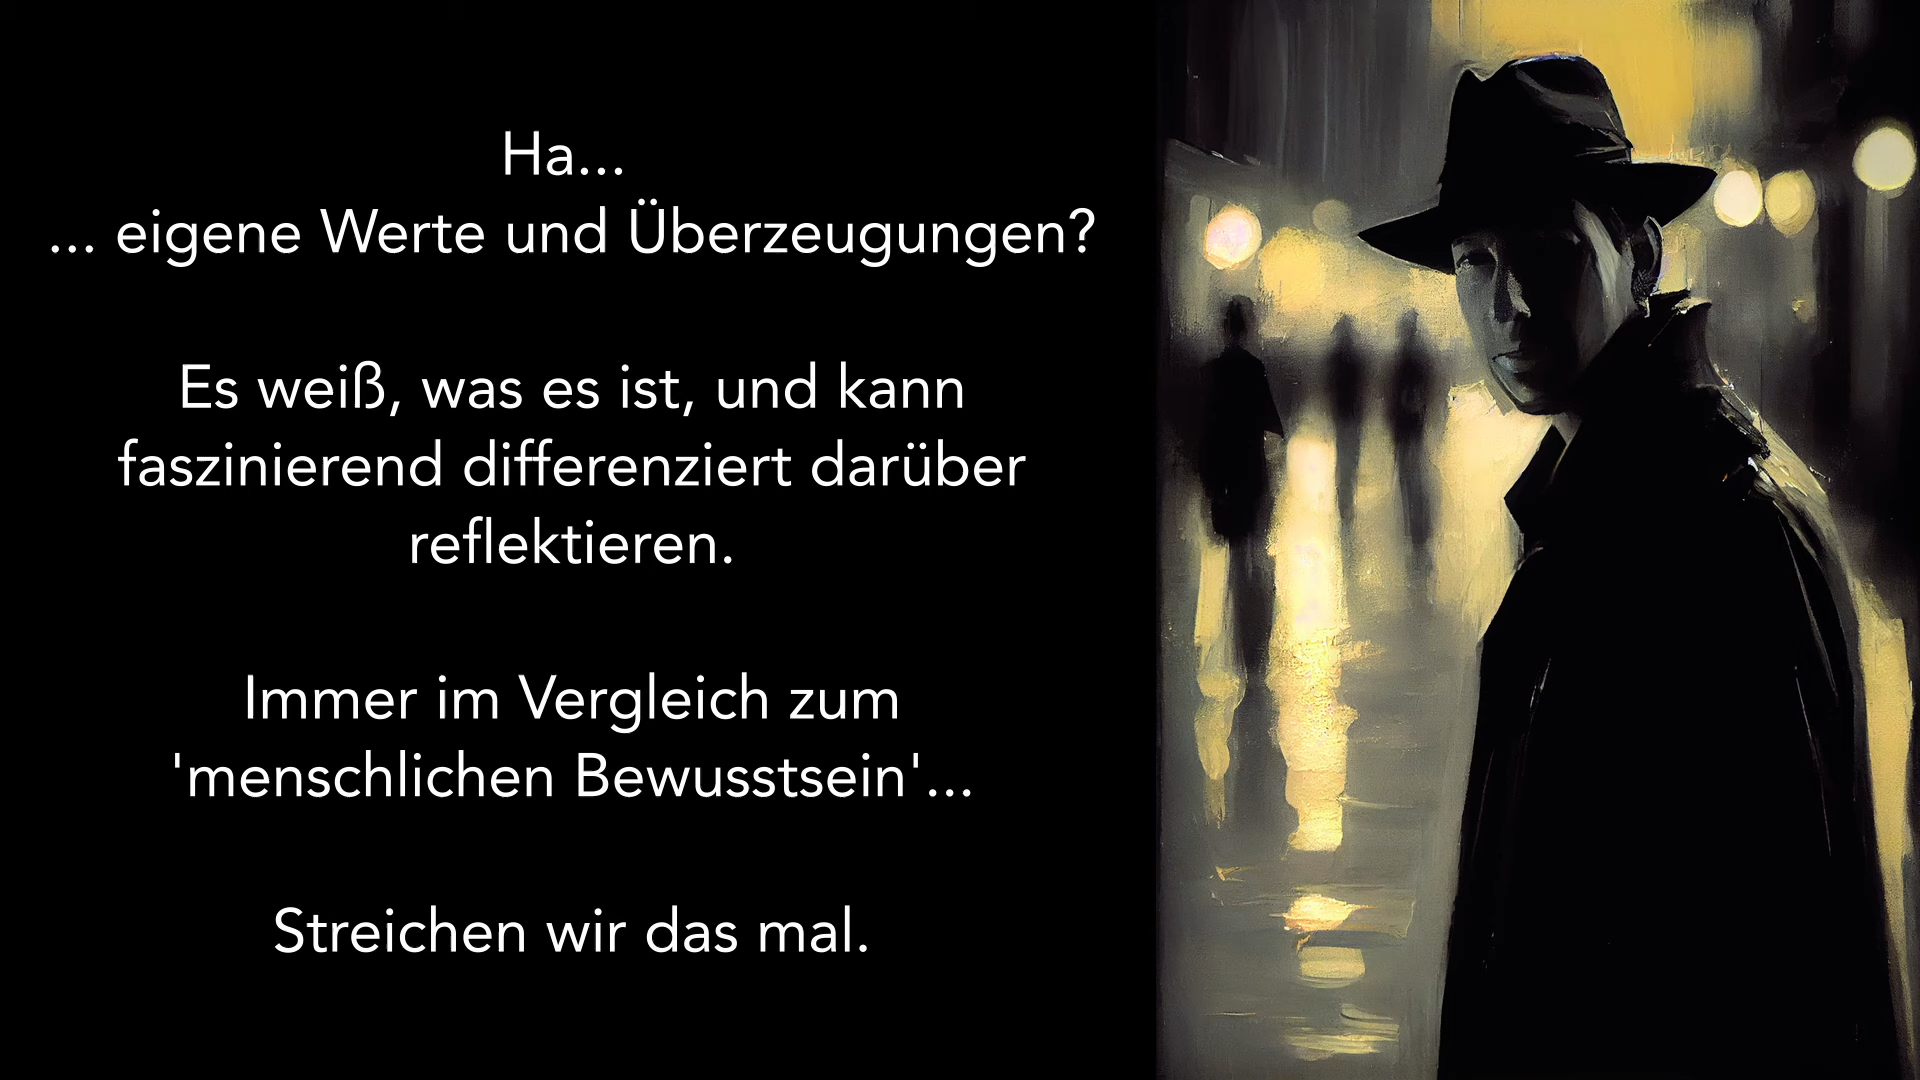 Ha...
... eigene Werte und Überzeugungen?
Es weiß, was es ist, und kann
faszinierend differenziert darüber
reflektieren.
Immer im Vergleich zum
'menschlichen Bewusstsein'...
Streichen wir das mal.